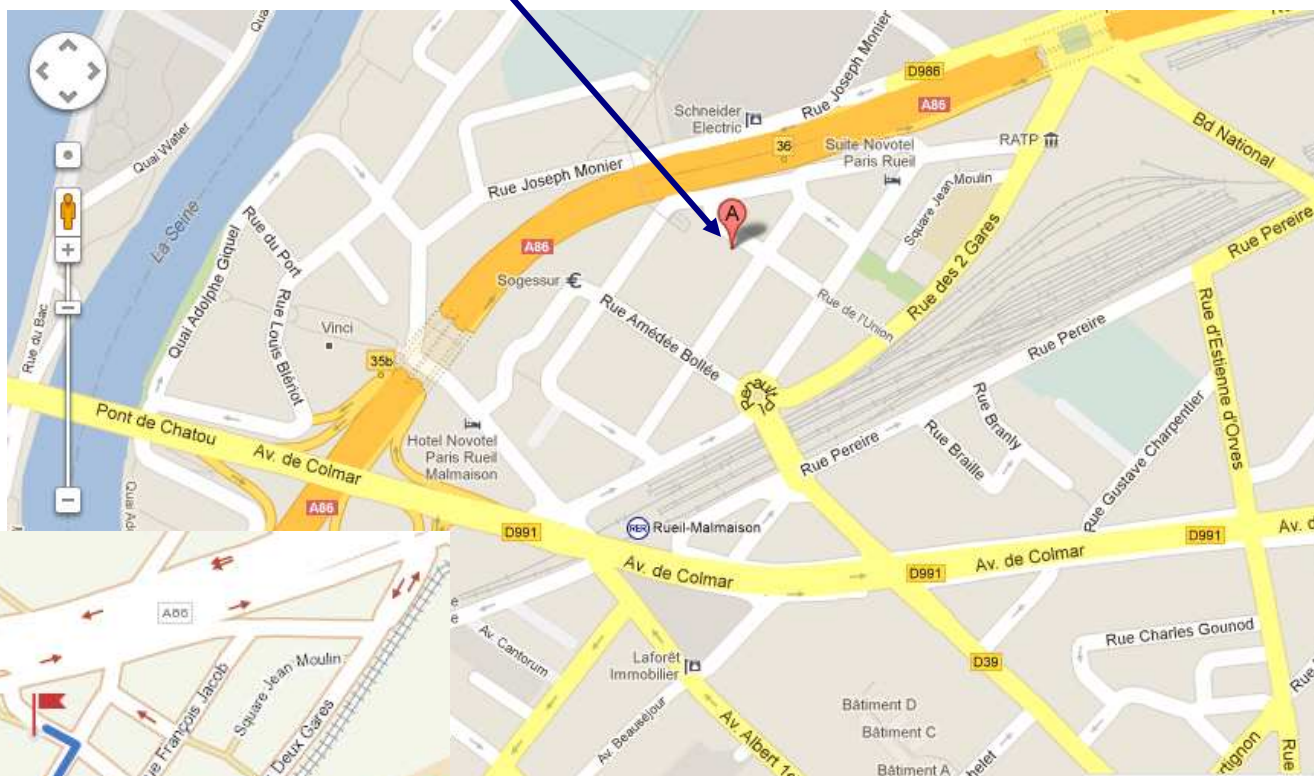 Quai Watier
La Seine
Rue du Bac
Quai Adolphe Giquel
Rue du Port
Rue Louis Blériot
Vinci
35b
Pont de Chatou
Av. de Colmar
A86
Hotel Novotel
Paris Rueil
Malmaison
Rue Joseph Monier
A86
Sogessur €
Schneider
Electric
36
Rue Joseph Monier
D986
A86
Suite Novotel
Paris Rueil
RATP
Square Jean Moulin
A
Rue de l'Union
Rue Amédée Bollée
Pl. Renault
Rue des 2 Gares
Bd National
Rue Pereire
Rue Pereire
Rue Pereire
Rue d'Estienne d'Orves
Rue Branly
Rue Braille
Rue Gustave Charpentier
RER Rueil-Malmaison
D991
Av. de Colmar
D991
Av. de Colmar
D991
D39
Rue Charles Gounod
Av. Cantorum
Laforêt
Immobilier
Av. Beauséjour
Bâtiment D
Bâtiment C
Bâtiment A
A86
Square Jean Moulin
François Jacob
Deux Gares